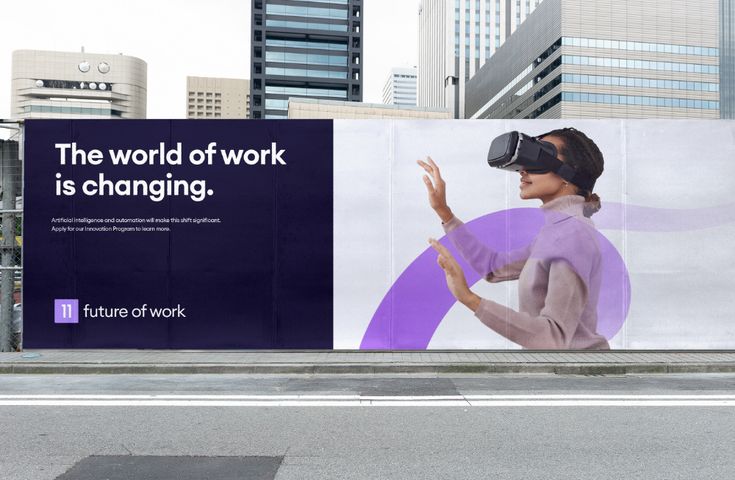 The world of work
is changing.
Artificial intelligence and automation will make this shift significant.
Apply for our Innovation Program to learn more.
11 future of work